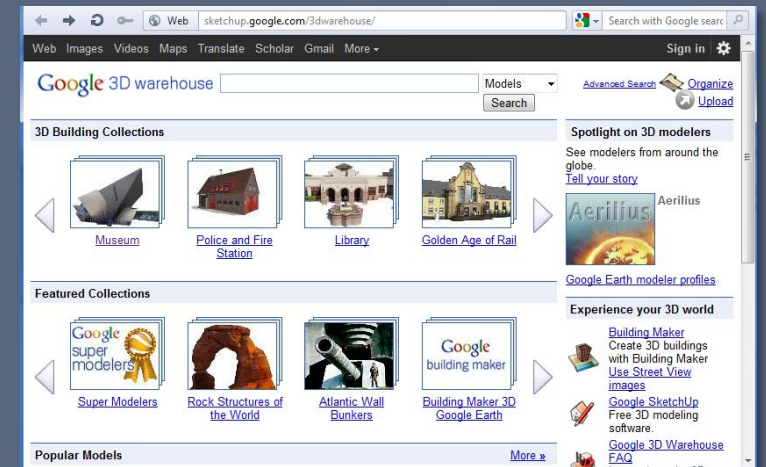 Web sketchup.google.com/3dwarehouse/ Search with Google searc
Web Images Videos Maps Translate Scholar Gmail More Sign in
Google 3D warehouse Models Advanced Search Organize
Search Upload
3D Building Collections
Museum Police and Fire Station Library Golden Age of Rail
Featured Collections
Google super modelers Google building maker
Super Modelers Rock Structures of the World Atlantic Wall Bunkers Building Maker 3D Google Earth
Popular Models More »
Spotlight on 3D modelers
See modelers from around the
globe.
Tell your story
Aerilius Aerilius
Google Earth modeler profiles
Experience your 3D world
Building Maker
Create 3D buildings
with Building Maker
Use Street View
images
Google SketchUp
Free 3D modeling
software.
Google 3D Warehouse
FAQ